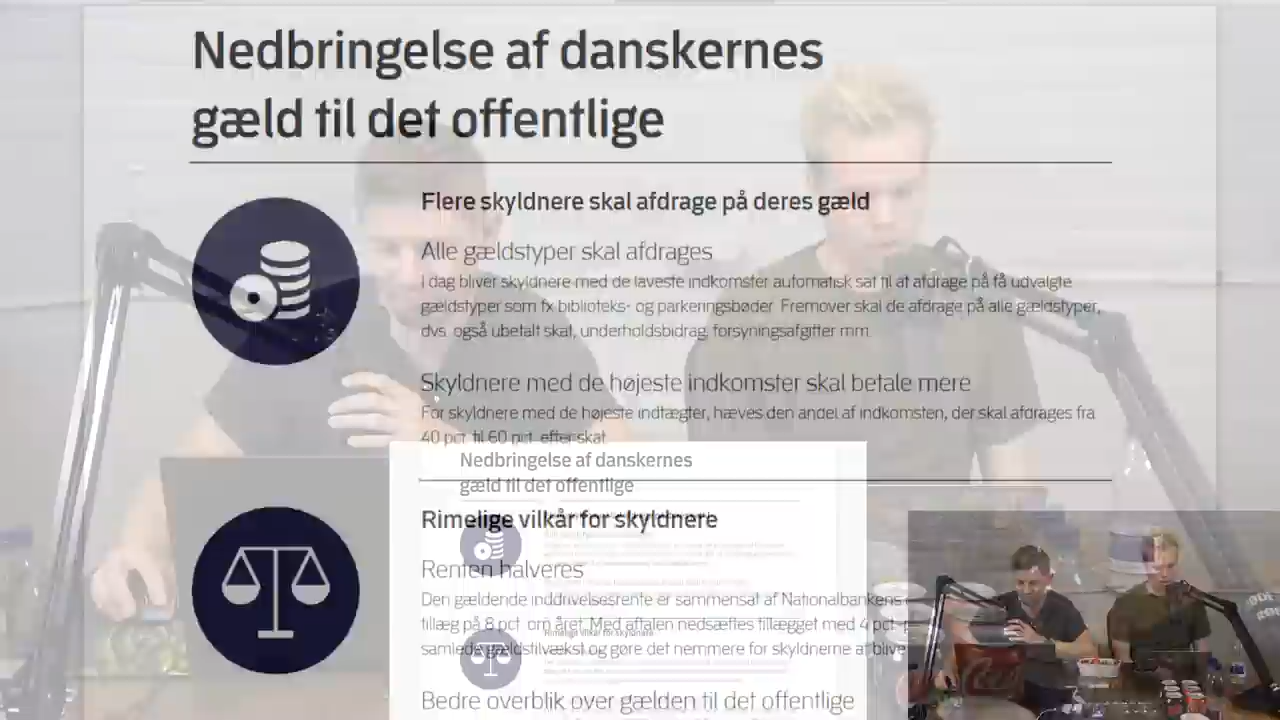 Nedbringelse af danskernes
gæld til det offentlige
Flere skyldnere skal afdrage på deres gæld
Alle gældstyper skal afdrages
I dag bliver skyldnere med de laveste indkomster automatisk sat til at afdrage på få udvalgte
gældstyper som fx biblioteks- og parkeringsbøder. Fremover skal de afdrage på alle gældstyper,
dvs. også ubetalt skat, underholdsbidrag, forsyningsafgifter mm.
Skyldnere med de højeste indkomster skal betale mere
For skyldnere med de højeste indtægter, hæves den andel af indkomsten, der skal afdrages fra
40 pct. til 60 pct. efter skat.
Nedbringelse af danskernes
gæld til det offentlige
Rimelige vilkår for skyldnere
Renten halveres
Den gældende inddrivelsesrente er sammensat af Nationalbankens
tillæg på 8 pct. om året. Med aftalen nedsættes tillægget med 4 pct.
samlede gældstilvækst og gøre det nemmere for skyldnerne at blive
Rimelige vilkår for skyldnere
Bedre overblik over gælden til det offentlige